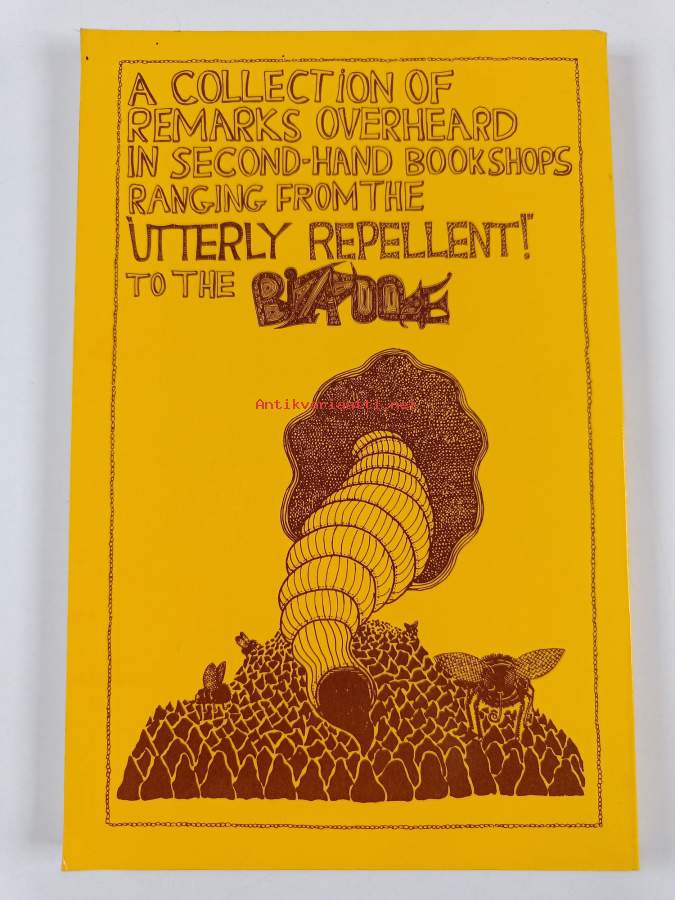 A COLLECTION OF
REMARKS OVERHEARD
IN SECOND-HAND BOOKSHOPS
RANGING FROM THE
'UTTERLY REPELLENT!'
TO THE
Antikvariaatti.net